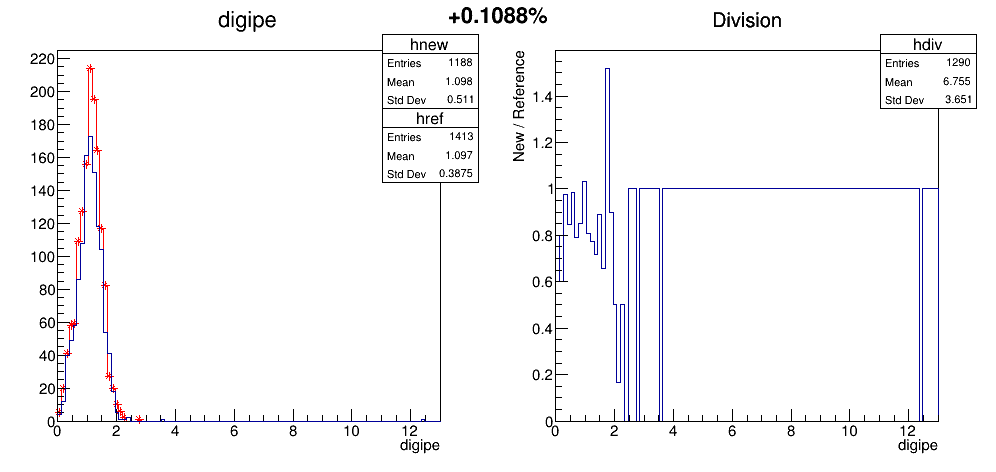 +0.1088%
digipe
hnew
Entries 1188
Mean 1.098
Std Dev 0.511
href
Entries 1413
Mean 1.097
Std Dev 0.3875
220
200
180
160
140
120
100
80
60
40
20
0
0 2 4 6 8 10 12
digipe
Division
hdiv
Entries 1290
Mean 6.755
Std Dev 3.651
New / Reference
1.4
1.2
1
0.8
0.6
0.4
0.2
0
0 2 4 6 8 10 12
digipe